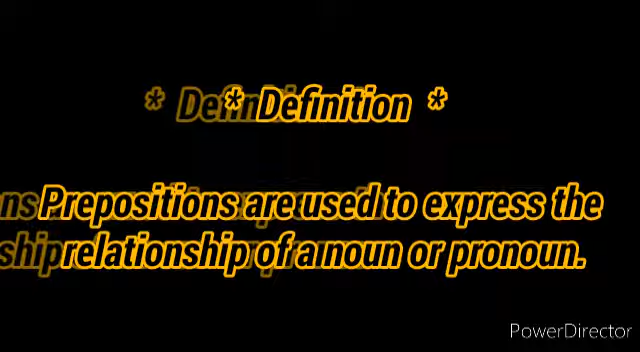 * Definition *
Prepositions are used to express the
relationship of a noun or pronoun.
PowerDirector